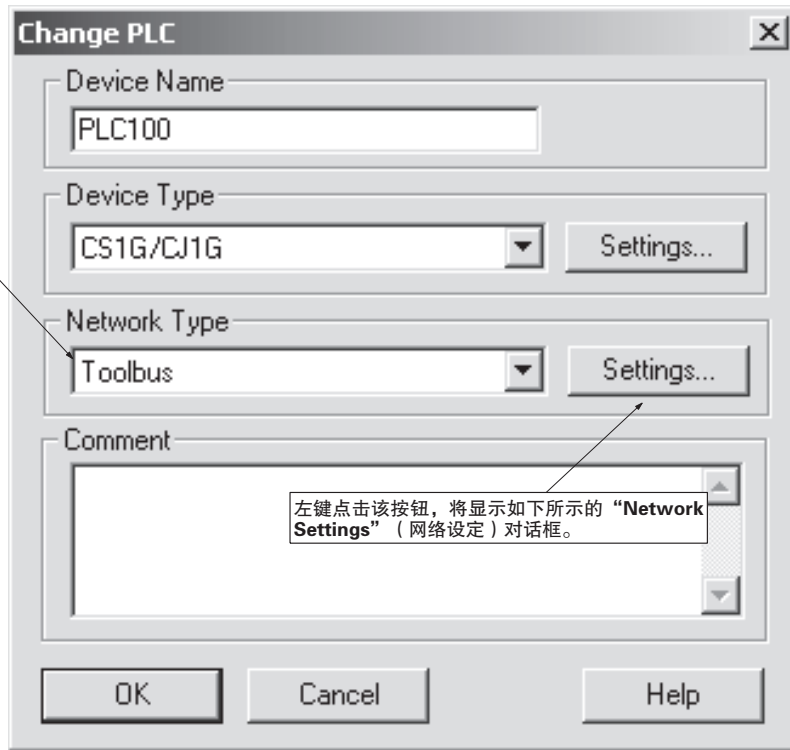 Change PLC
Device Name
PLC100
Device Type
CS1G/CJ1G
Settings...
Network Type
Toolbus
Settings...
Comment
左键点击该按钮，将显示如下所示的“Network
Settings”（网络设定）对话框。
OK
Cancel
Help